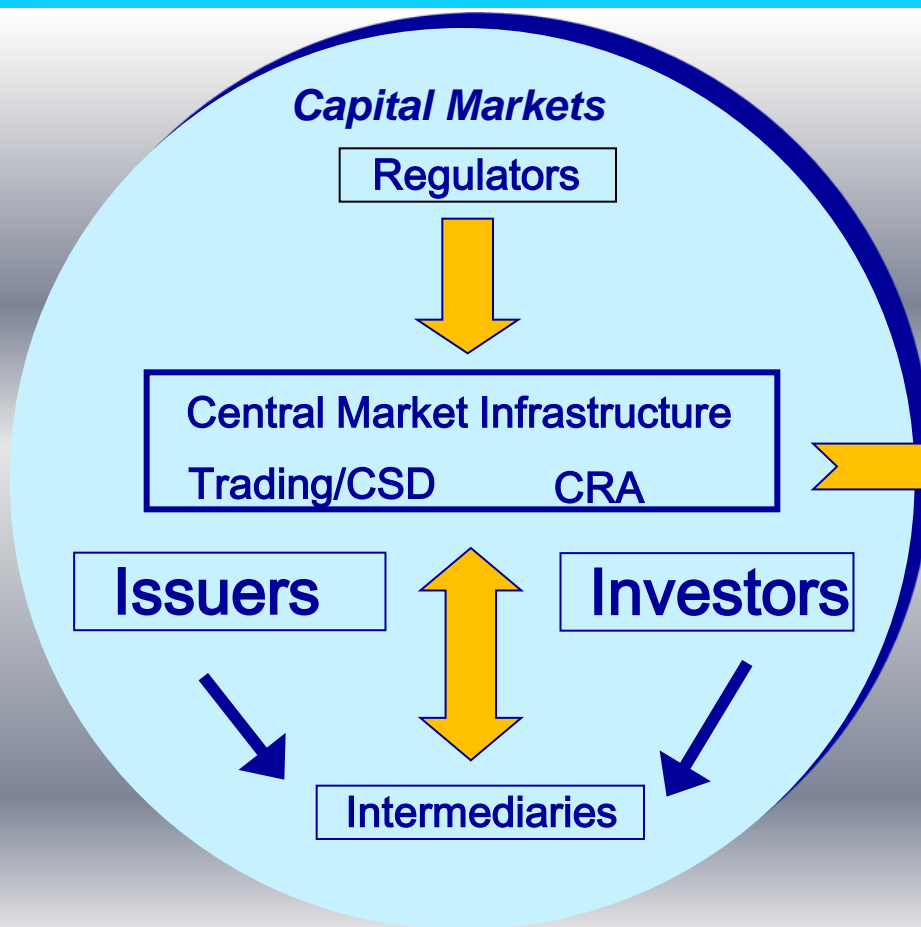 Capital Markets
Regulators
Central Market Infrastructure
Trading/CSD CRA
Issuers Investors
Intermediaries